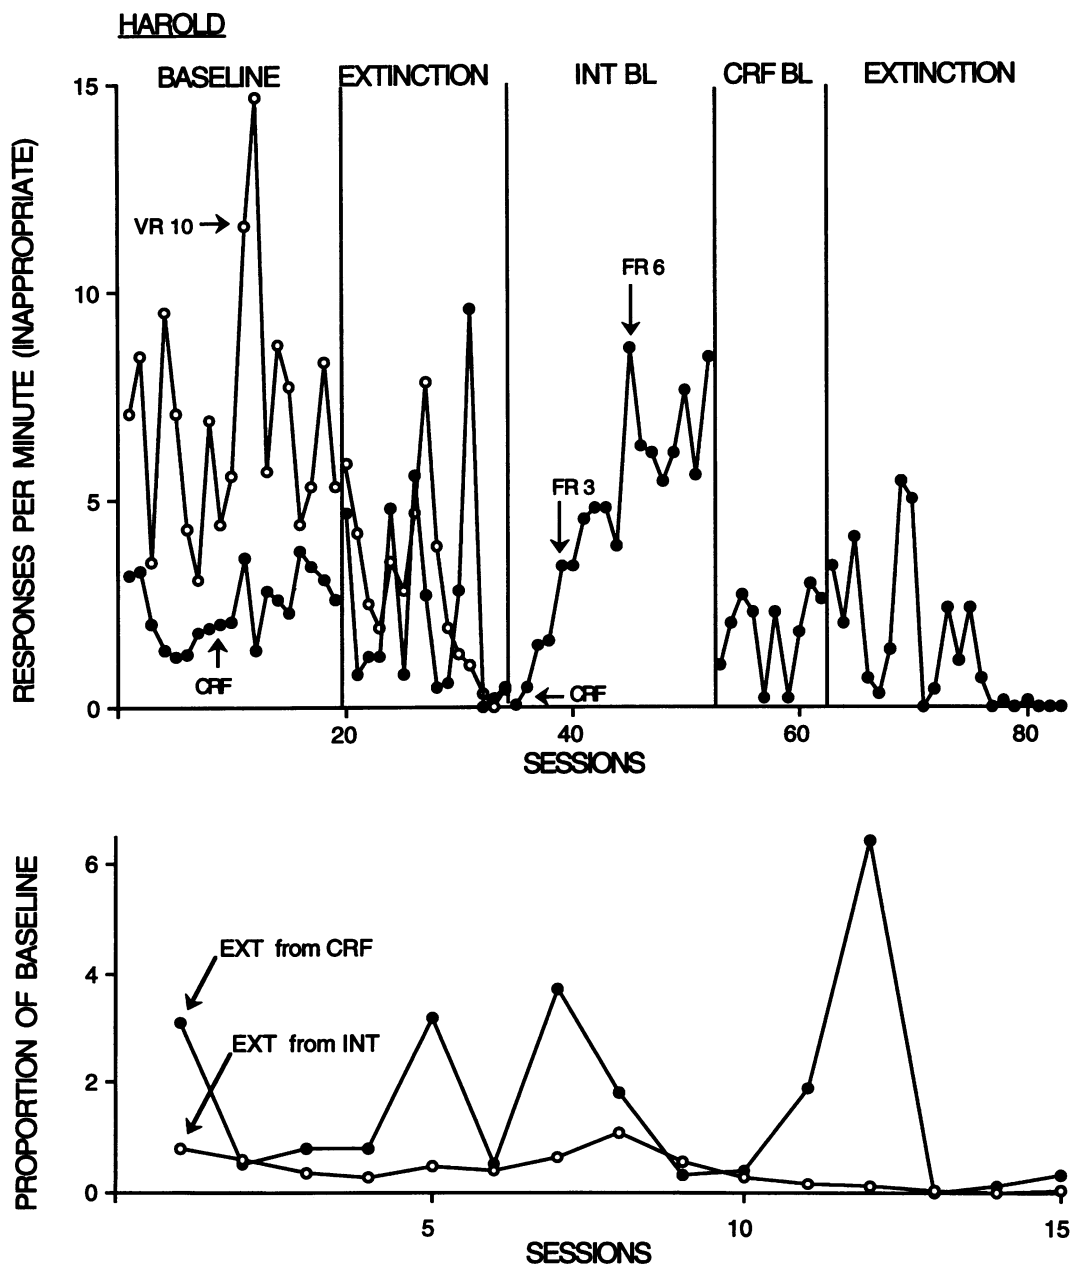 HAROLD
BASELINE EXTINCTION INT BL CRF BL EXTINCTION
RESPONSES PER MINUTE (INAPPROPRIATE)
15
10
5
0
VR 10
CRF
FR 3
FR 6
CRF
20 40 60 80
SESSIONS
PROPORTION OF BASELINE
6
4
2
0
EXT from CRF
EXT from INT
5 10 15
SESSIONS